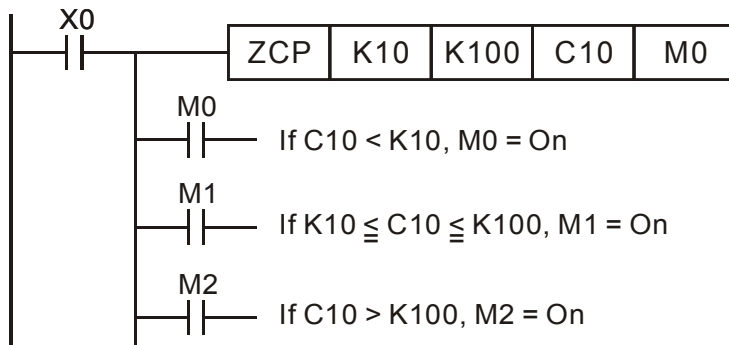 X0
ZCP K10 K100 C10 M0
M0
If C10 < K10, M0 = On
M1
If K10 ≦ C10 ≦ K100, M1 = On
M2
If C10 > K100, M2 = On